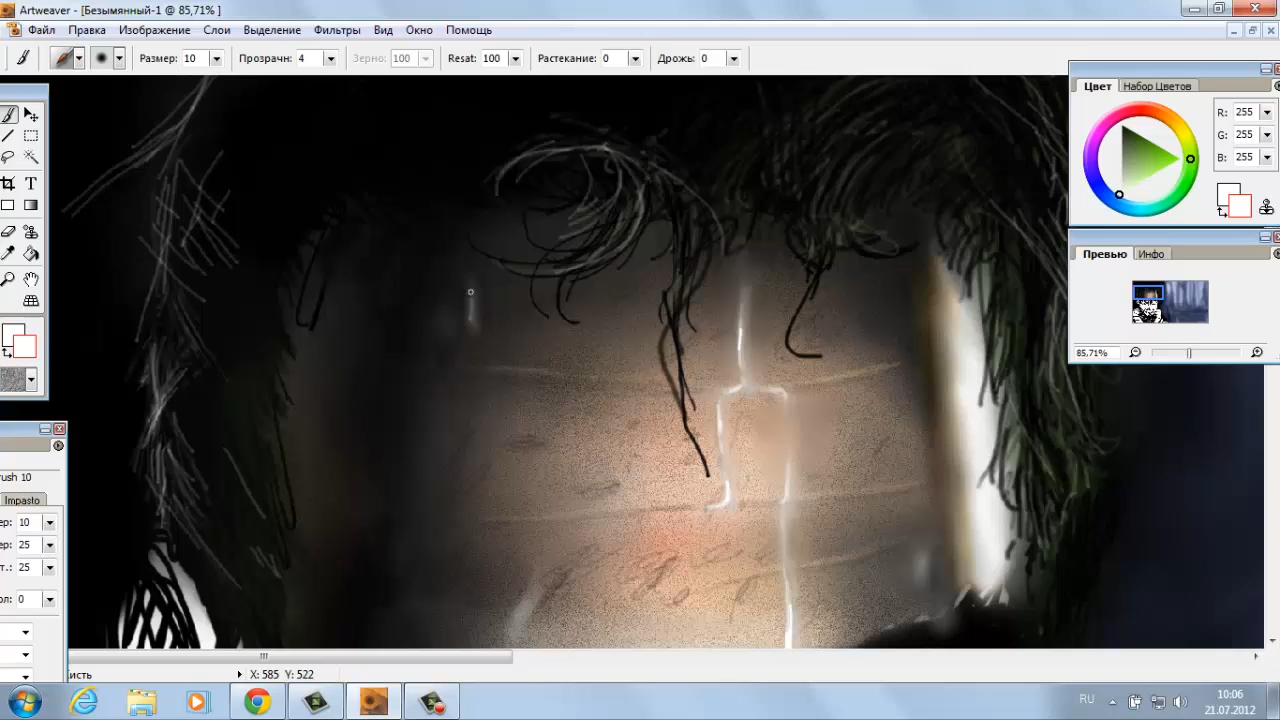 Artweaver - [Безымянный-1 @ 85,71% ]
Файл Правка Изображение Слои Выделение Фильтры Вид Окно Помощь
Размер: 10 Прозрачн: 4 Зерно: 100 Resat: 100 Растекание: 0 Дрожь: 0
Цвет Набор Цветов
R: 255
G: 255
B: 255
T
Превью Инфо
85,71%
rush 10
Impasto
ер: 10
ер: 25
т.: 25
ол: 0
исть X: 585 Y: 522
RU
10:06
21.07.2012